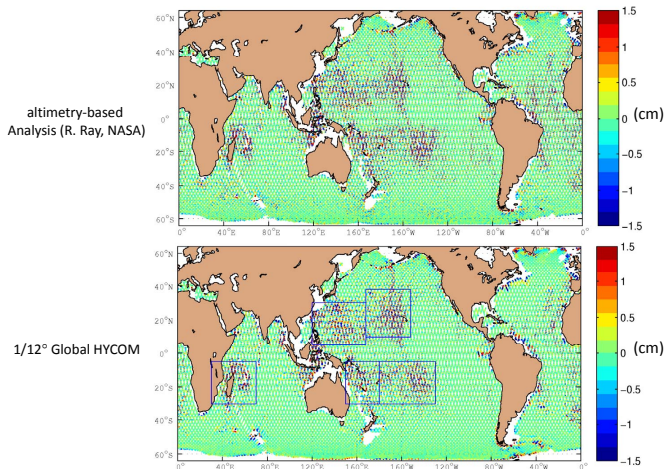 60°N
40°N
20°N
0°
20°S
40°S
60°S
0°
40°E
80°E
120°E
160°E
160°W
120°W
80°W
40°W
0°
1.5
1
0.5
0
−0.5
−1
−1.5
(cm)
altimetry-based
Analysis (R. Ray, NASA)
60°N
40°N
20°N
0°
20°S
40°S
60°S
0°
40°E
80°E
120°E
160°E
160°W
120°W
80°W
40°W
0°
1.5
1
0.5
0
−0.5
−1
−1.5
(cm)
1/12° Global HYCOM